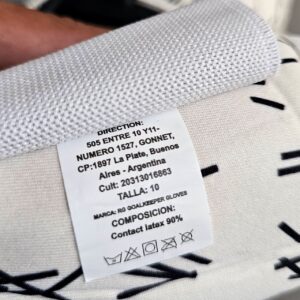 DIRECTION:
505 ENTRE 10 Y11-
NUMERO 1527, GONNET,
CP:1897 La Plate, Buenos
Aires - Argentina
Cuit: 20313016863
TALLA: 10
MARCA: RG GOALKEEPER GLOVES
COMPOSICION:
Contact latex 90%